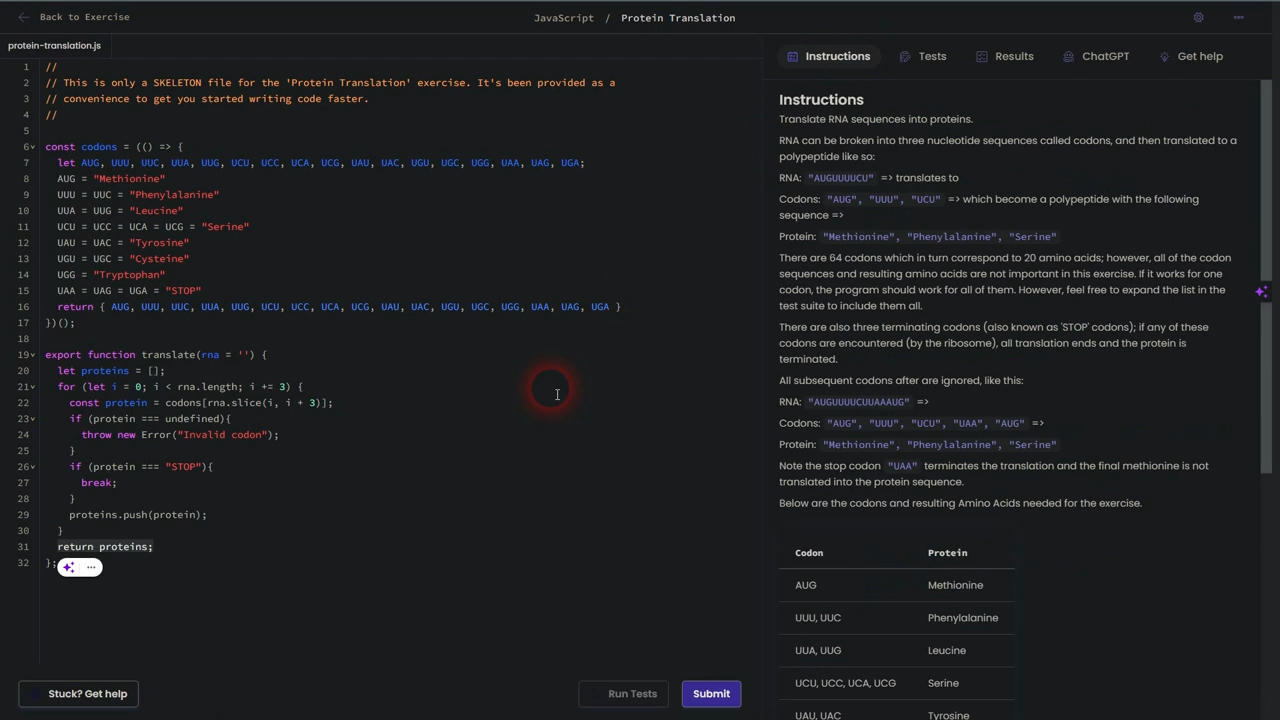 Back to Exercise
JavaScript / Protein Translation
protein-translation.js
1 //
2 // This is only a SKELETON file for the 'Protein Translation' exercise. It's been provided as a
3 // convenience to get you started writing code faster.
4 //
5
6 const codons = (() => {
7 let AUG, UUU, UUC, UUA, UUG, UCU, UCC, UCA, UCG, UAU, UAC, UGU, UGC, UGG, UAA, UAG, UGA;
8 AUG = "Methionine"
9 UUU = UUC = "Phenylalanine"
10 UUA = UUG = "Leucine"
11 UCU = UCC = UCA = UCG = "Serine"
12 UAU = UAC = "Tyrosine"
13 UGU = UGC = "Cysteine"
14 UGG = "Tryptophan"
15 UAA = UAG = UGA = "STOP"
16 return { AUG, UUU, UUC, UUA, UUG, UCU, UCC, UCA, UCG, UAU, UAC, UGU, UGC, UGG, UAA, UAG, UGA }
17 })();
18
19 export function translate(rna = '') {
20 let proteins = [];
21 for (let i = 0; i < rna.length; i += 3) {
22 const protein = codons[rna.slice(i, i + 3)];
23 if (protein === undefined){
24 throw new Error("Invalid codon");
25 }
26 if (protein === "STOP"){
27 break;
28 }
29 proteins.push(protein);
30 }
31 return proteins;
32 };
Stuck? Get help
Run Tests
Submit
Instructions Tests Results ChatGPT Get help
Instructions
Translate RNA sequences into proteins.
RNA can be broken into three nucleotide sequences called codons, and then translated to a
polypeptide like so:
RNA: "AUGUUUUCU" => translates to
Codons: "AUG", "UUU", "UCU" => which become a polypeptide with the following
sequence =>
Protein: "Methionine", "Phenylalanine", "Serine"
There are 64 codons which in turn correspond to 20 amino acids; however, all of the codon
sequences and resulting amino acids are not important in this exercise. If it works for one
codon, the program should work for all of them. However, feel free to expand the list in the
test suite to include them all.
There are also three terminating codons (also known as 'STOP' codons); if any of these
codons are encountered (by the ribosome), all translation ends and the protein is
terminated.
All subsequent codons after are ignored, like this:
RNA: "AUGUUUUCUUAAAUG" =>
Codons: "AUG", "UUU", "UCU", "UAA", "AUG" =>
Protein: "Methionine", "Phenylalanine", "Serine"
Note the stop codon "UAA" terminates the translation and the final methionine is not
translated into the protein sequence.
Below are the codons and resulting Amino Acids needed for the exercise.
Codon Protein
AUG Methionine
UUU, UUC Phenylalanine
UUA, UUG Leucine
UCU, UCC, UCA, UCG Serine
UAU, UAC Tyrosine